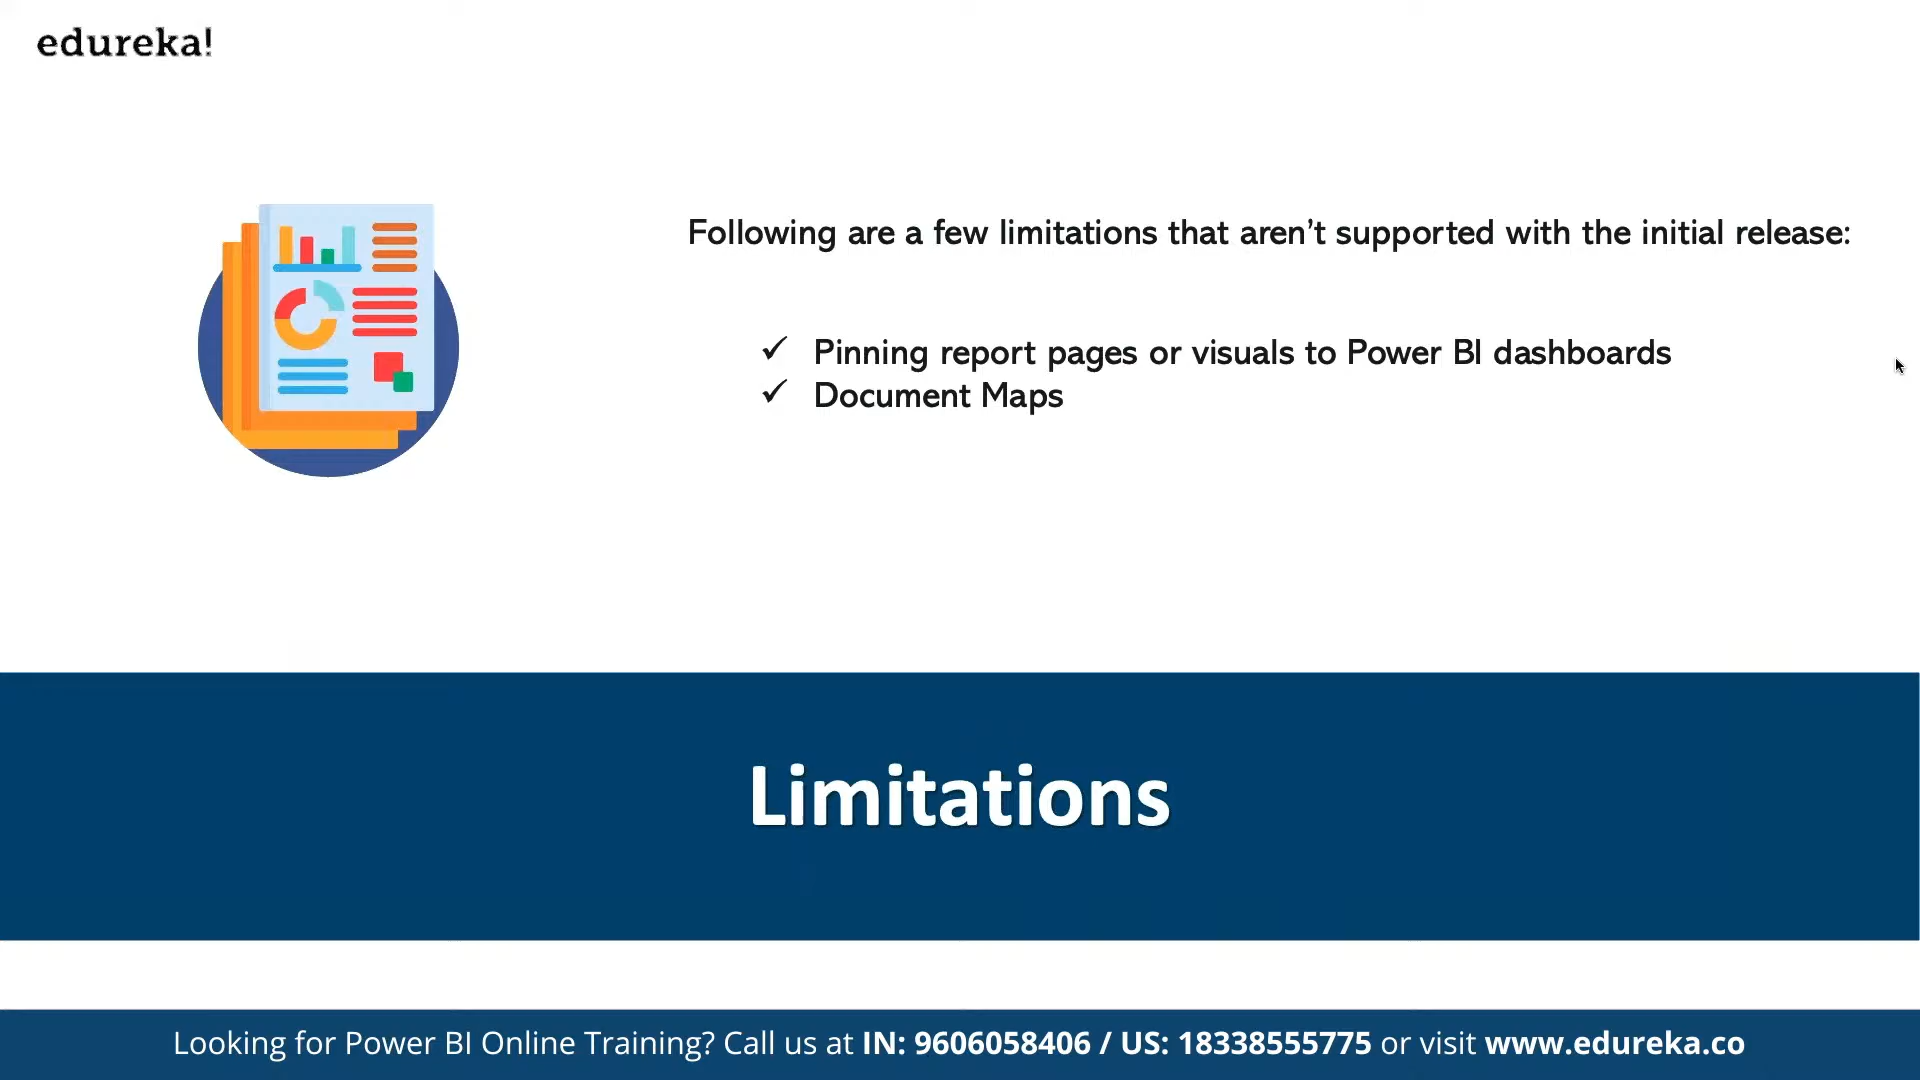 edureka!
Following are a few limitations that aren’t supported with the initial release:
✓ Pinning report pages or visuals to Power BI dashboards
✓ Document Maps
Limitations
Looking for Power BI Online Training? Call us at IN: 9606058406 / US: 18338555775 or visit www.edureka.co